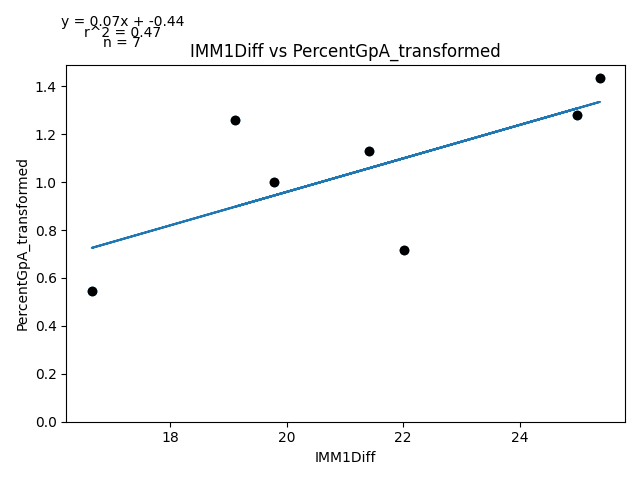 y = 0.07x + -0.44
r^2 = 0.47
n = 7
IMM1Diff vs PercentGpA_transformed
PercentGpA_transformed
1.4
1.2
1.0
0.8
0.6
0.4
0.2
0.0
18
20
22
24
IMM1Diff